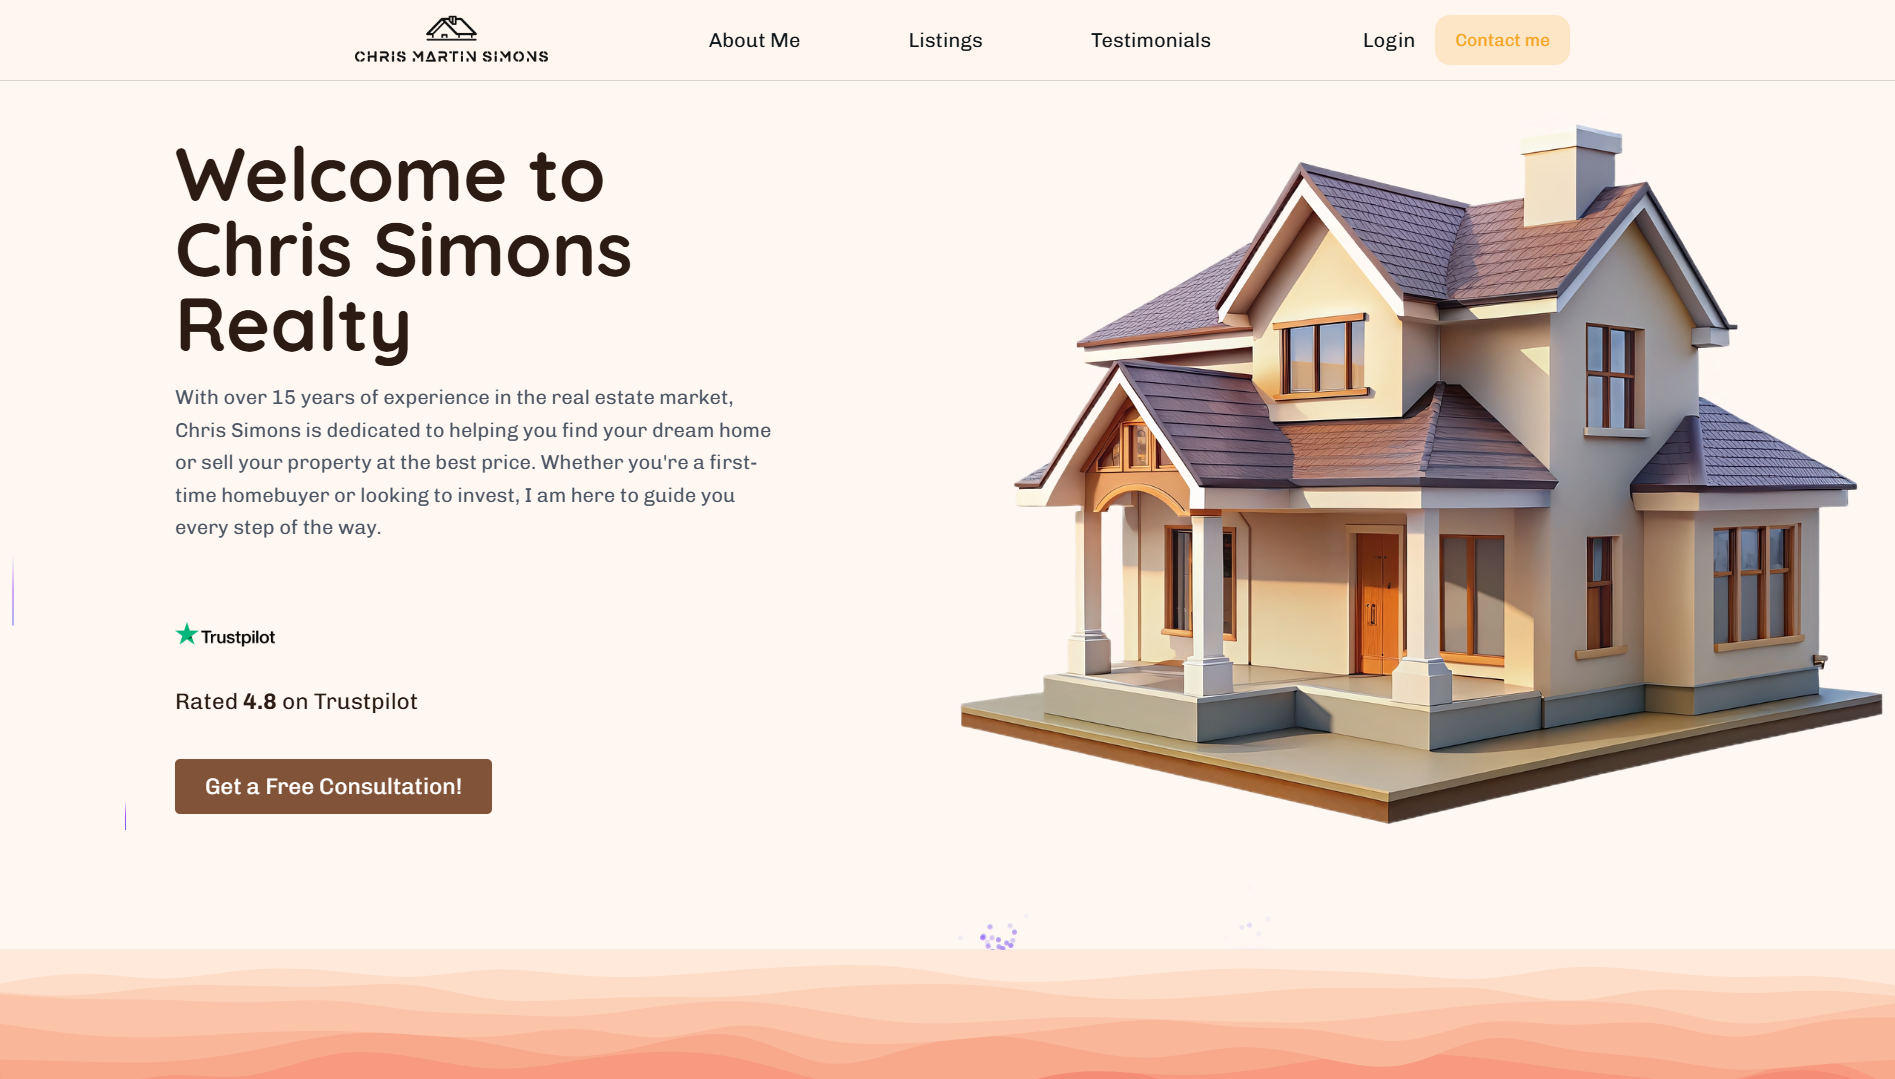 CHRIS MARTIN SIMONS
About Me
Listings
Testimonials
Login
Contact me
Welcome to
Chris Simons
Realty
With over 15 years of experience in the real estate market,
Chris Simons is dedicated to helping you find your dream home
or sell your property at the best price. Whether you're a first-
time homebuyer or looking to invest, I am here to guide you
every step of the way.
Trustpilot
Rated 4.8 on Trustpilot
Get a Free Consultation!